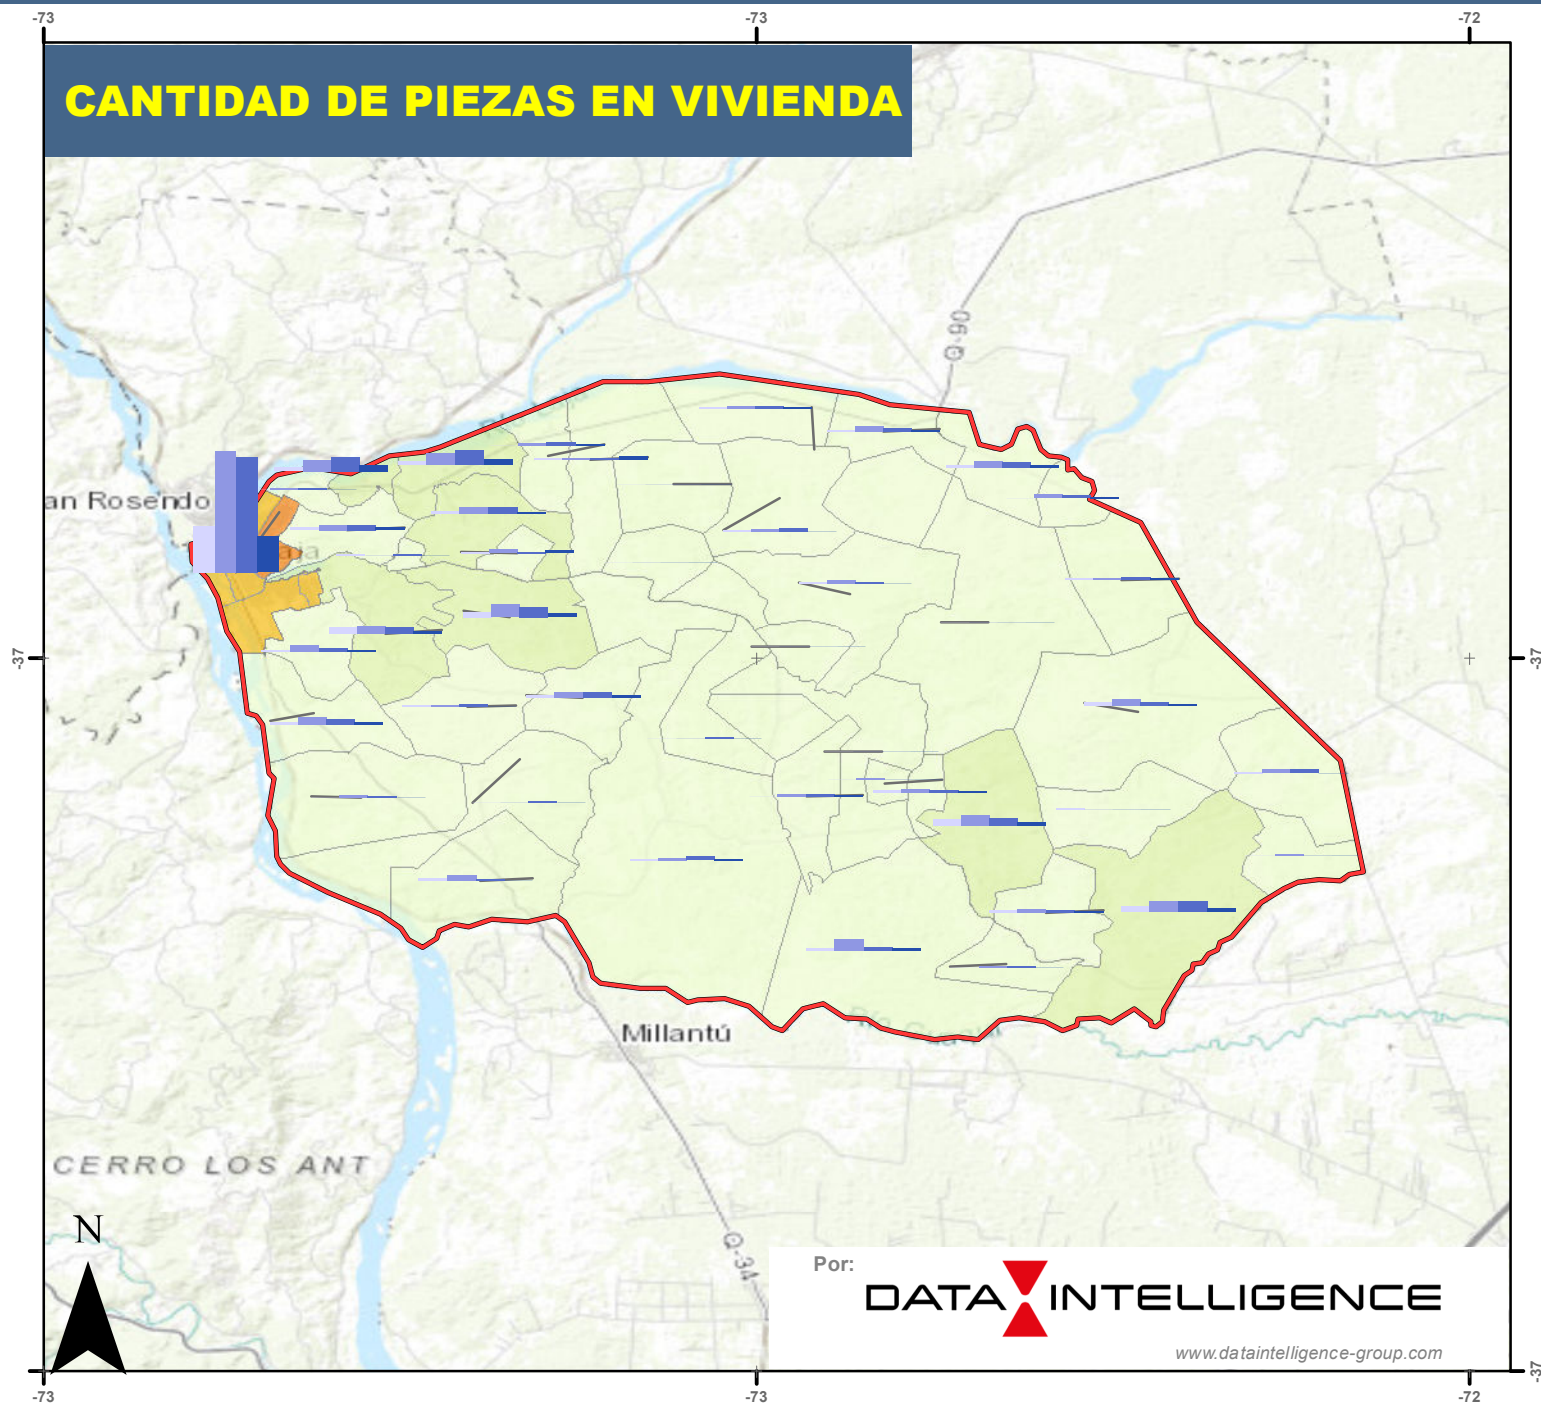 -73
-73
-72
CANTIDAD DE PIEZAS EN VIVIENDA
Q-90
an Rosendo
aja
-37
-37
Millantú
CERRO LOS ANT
N
Q-34
Por:
DATA INTELLIGENCE
www.dataintelligence-group.com
-37
-73
-73
-72